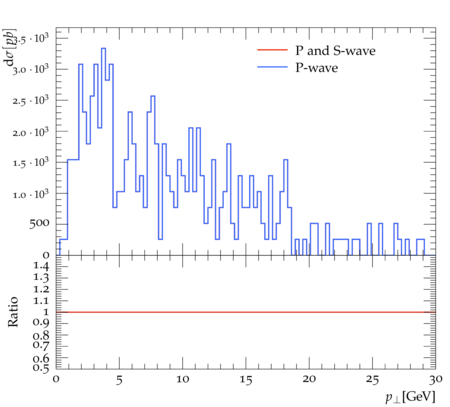 dσ[pb]
3.5 · 10³
3.0 · 10³
2.5 · 10³
2.0 · 10³
1.5 · 10³
1.0 · 10³
500
0
P and S-wave
P-wave
Ratio
1.4
1.3
1.2
1.1
1
0.9
0.8
0.7
0.6
0.5
0 5 10 15 20 25 30
p⊥[GeV]